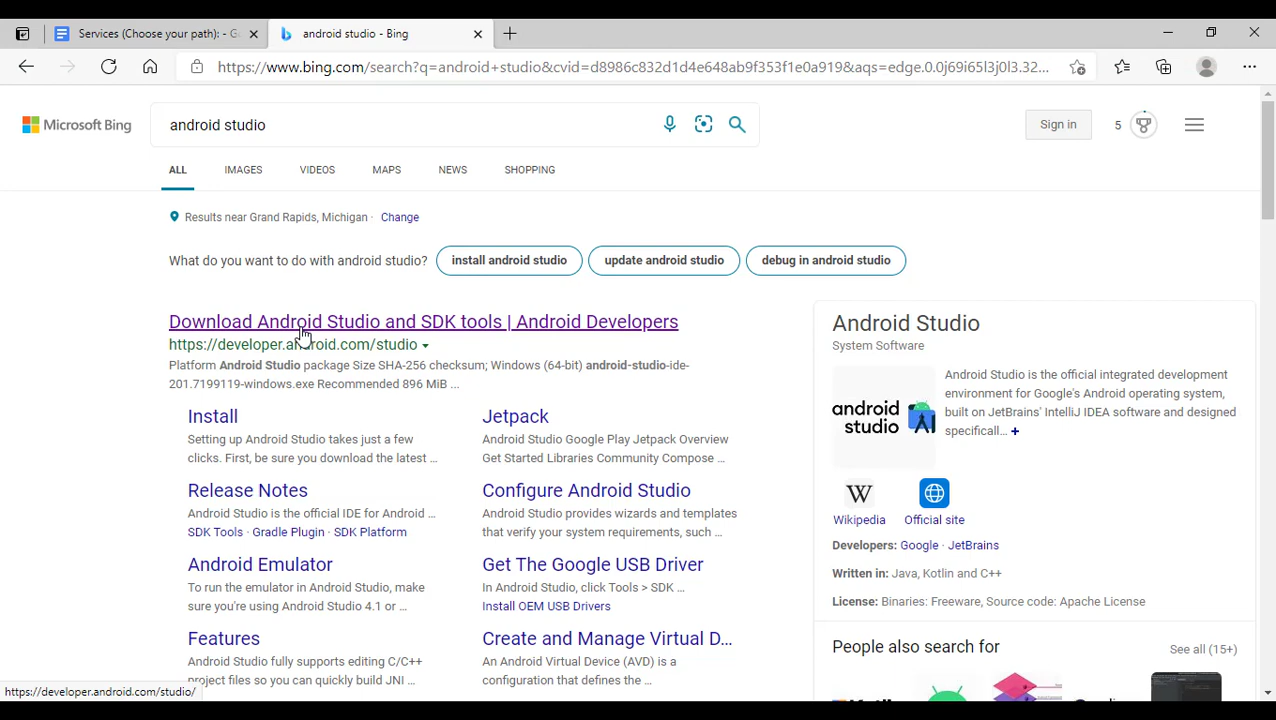 Services (Choose your path): - G
android studio - Bing
https://www.bing.com/search?q=android+studio&cvid=d8986c832d1d4e648ab9f353f1e0a919&aqs=edge.0.0j69i65l3j0l3.32...
Microsoft Bing
android studio
Sign in
5
ALL IMAGES VIDEOS MAPS NEWS SHOPPING
Results near Grand Rapids, Michigan · Change
What do you want to do with android studio? install android studio update android studio debug in android studio
Download Android Studio and SDK tools | Android Developers
https://developer.android.com/studio
Platform Android Studio package Size SHA-256 checksum; Windows (64-bit) android-studio-ide-
201.7199119-windows.exe Recommended 896 MiB ...
Install
Setting up Android Studio takes just a few
clicks. First, be sure you download the latest ...
Jetpack
Android Studio Google Play Jetpack Overview
Get Started Libraries Community Compose ...
Release Notes
Android Studio is the official IDE for Android ...
SDK Tools · Gradle Plugin · SDK Platform
Configure Android Studio
Android Studio provides wizards and templates
that verify your system requirements, such ...
Android Emulator
To run the emulator in Android Studio, make
sure you're using Android Studio 4.1 or ...
Get The Google USB Driver
In Android Studio, click Tools > SDK ...
Install OEM USB Drivers
Features
Android Studio fully supports editing C/C++
project files so you can quickly build JNI ...
Create and Manage Virtual D...
An Android Virtual Device (AVD) is a
configuration that defines the ...
Android Studio
System Software
android
studio
Android Studio is the official integrated development
environment for Google's Android operating system,
built on JetBrains' IntelliJ IDEA software and designed
specificall... +
W
Wikipedia
Official site
Developers: Google · JetBrains
Written in: Java, Kotlin and C++
License: Binaries: Freeware, Source code: Apache License
People also search for
See all (15+)
https://developer.android.com/studio/